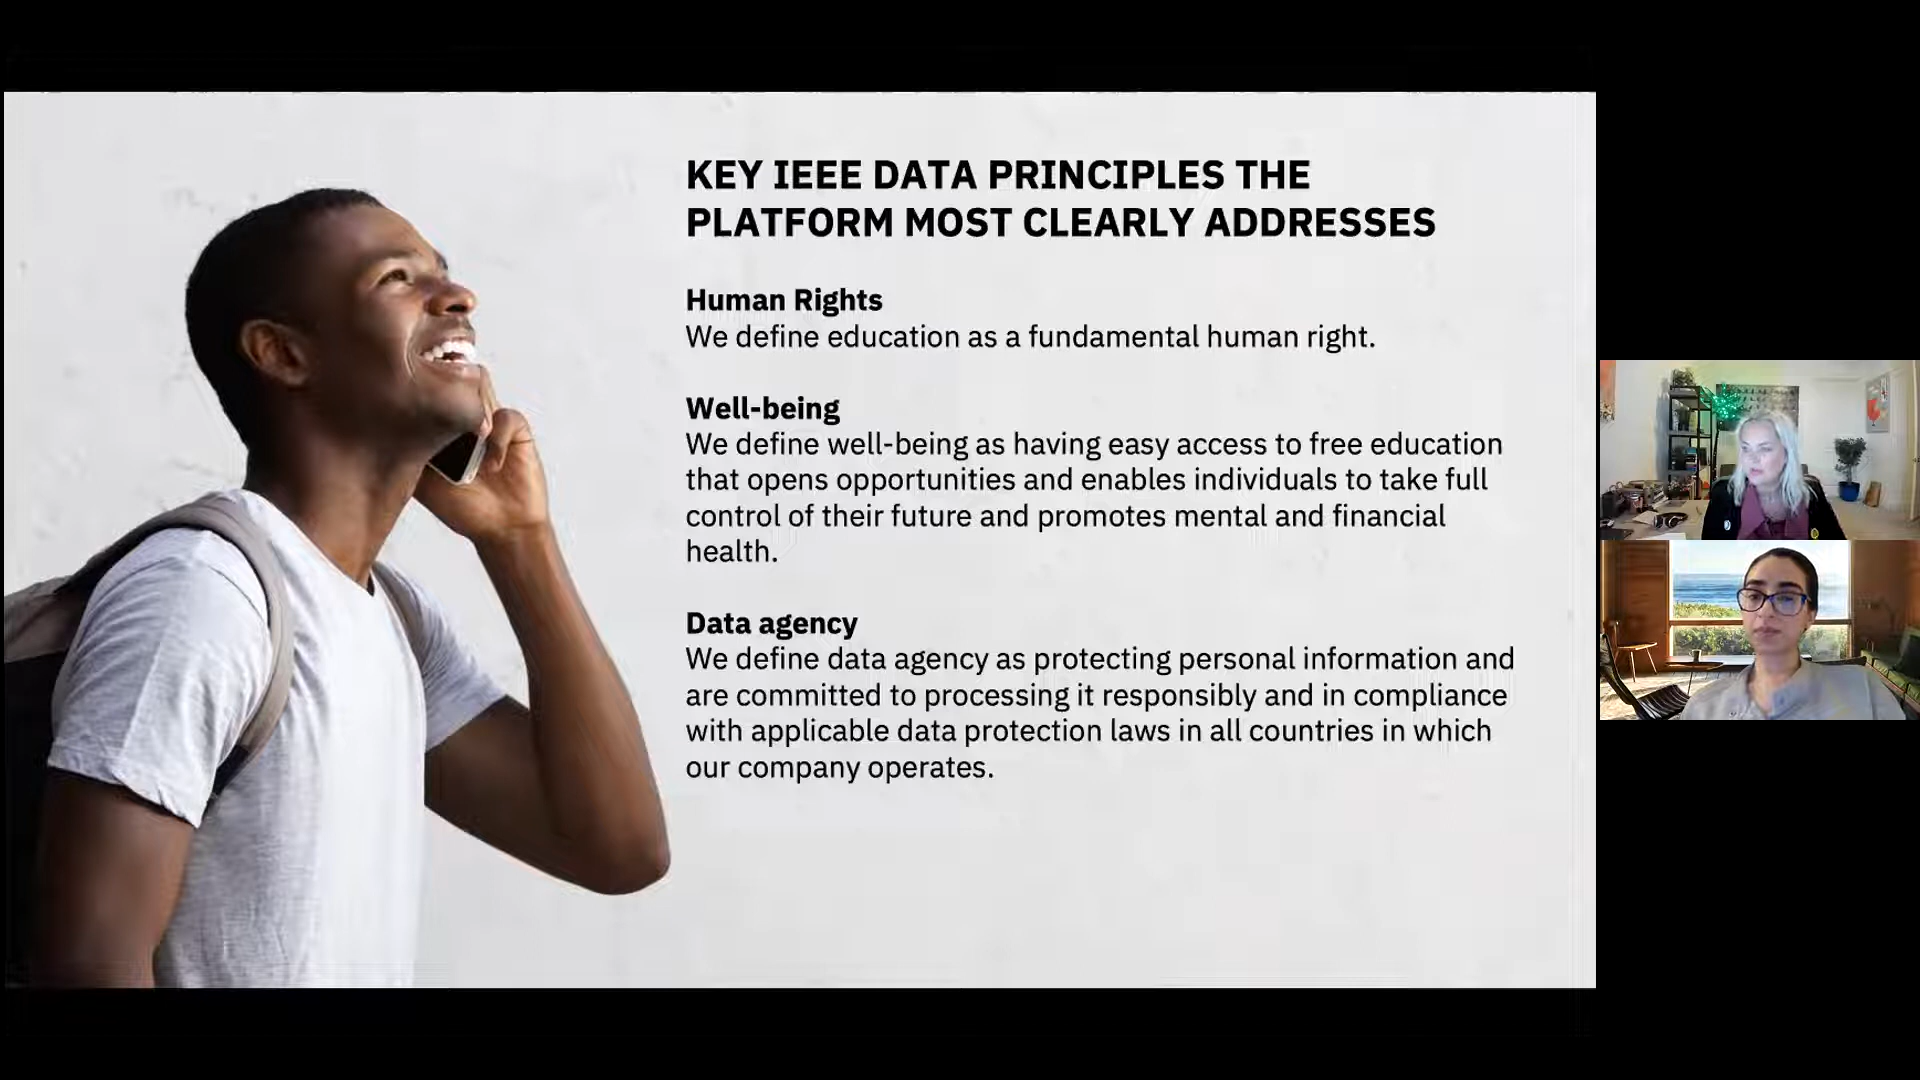 KEY IEEE DATA PRINCIPLES THE
PLATFORM MOST CLEARLY ADDRESSES
Human Rights
We define education as a fundamental human right.
Well-being
We define well-being as having easy access to free education
that opens opportunities and enables individuals to take full
control of their future and promotes mental and financial
health.
Data agency
We define data agency as protecting personal information and
are committed to processing it responsibly and in compliance
with applicable data protection laws in all countries in which
our company operates.